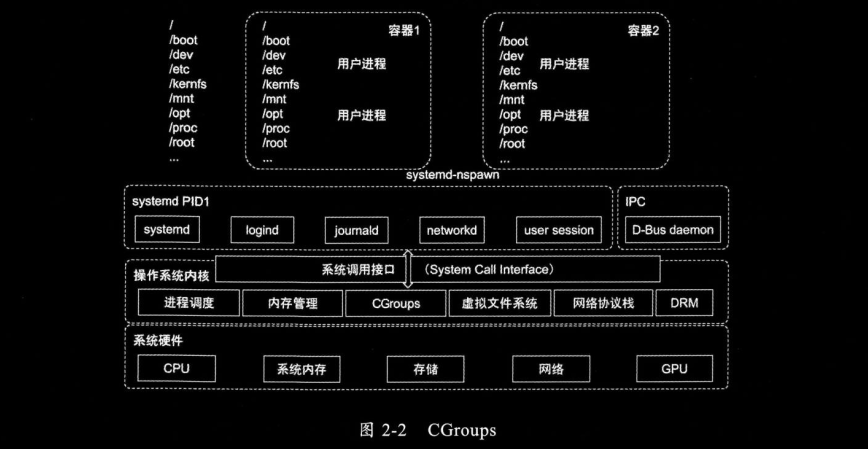 /
/boot
/dev
/etc
/kernfs
/mnt
/opt
/proc
/root
...
容器1
/
/boot
/dev
/etc
/kernfs
/mnt
/opt
/proc
/root
...
用户进程
用户进程
容器2
/
/boot
/dev
/etc
/kernfs
/mnt
/opt
/proc
/root
...
用户进程
用户进程
systemd-nspawn
systemd PID1
systemd
logind
journald
networkd
user session
IPC
D-Bus daemon
操作系统内核
系统调用接口 (System Call Interface)
进程调度
内存管理
CGroups
虚拟文件系统
网络协议栈
DRM
系统硬件
CPU
系统内存
存储
网络
GPU
图 2-2 CGroups